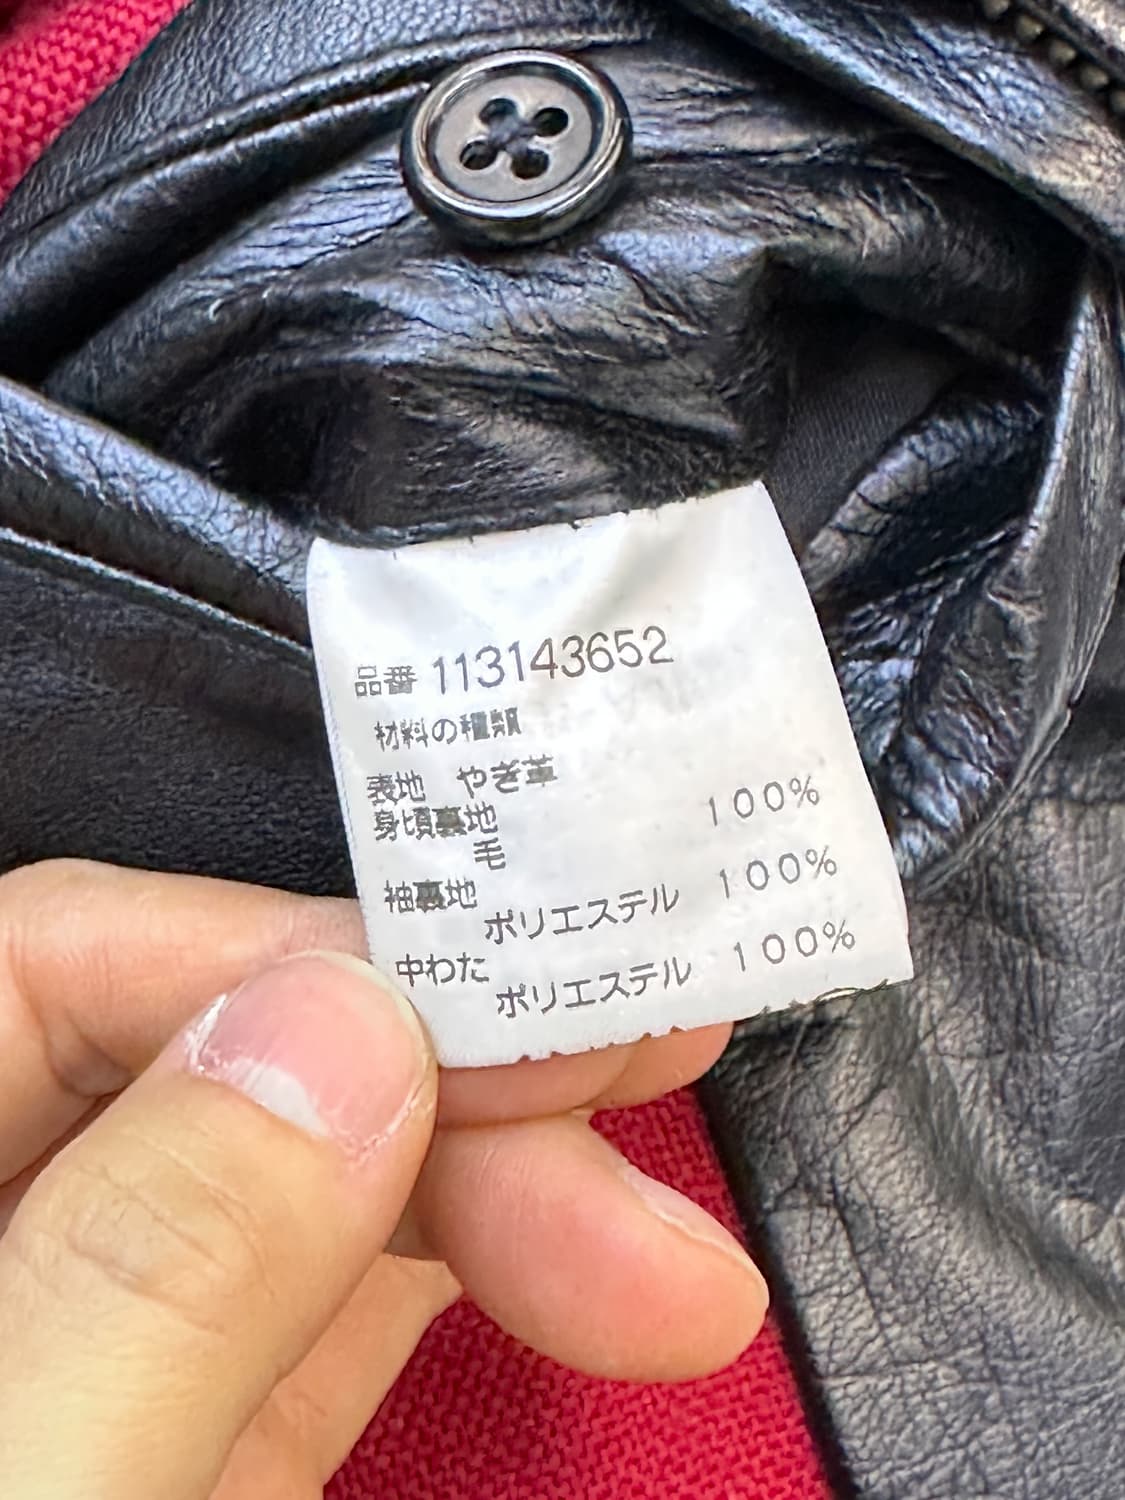 品番 113143652
材料の種類
表地 やぎ革
身頃裏地
毛 100%
袖裏地
ポリエステル 100%
中わた
ポリエステル 100%